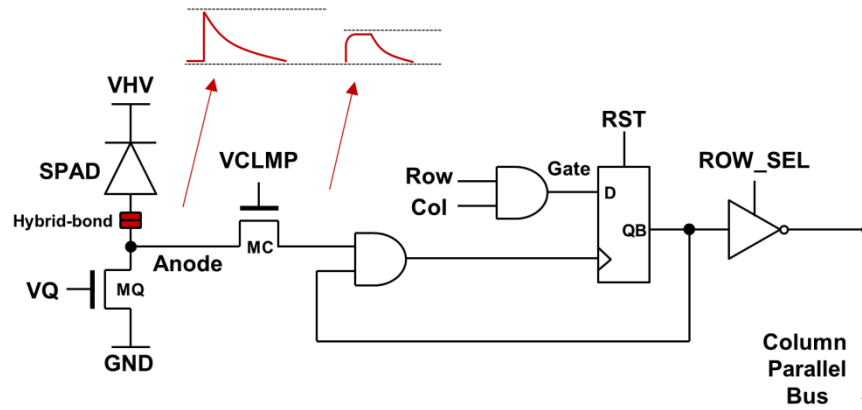 VHV
RST
SPAD
VCLMP
ROW_SEL
Row
Gate
Col
D
Hybrid-bond
QB
MC
Anode
VQ
MQ
GND
Column
Parallel
Bus